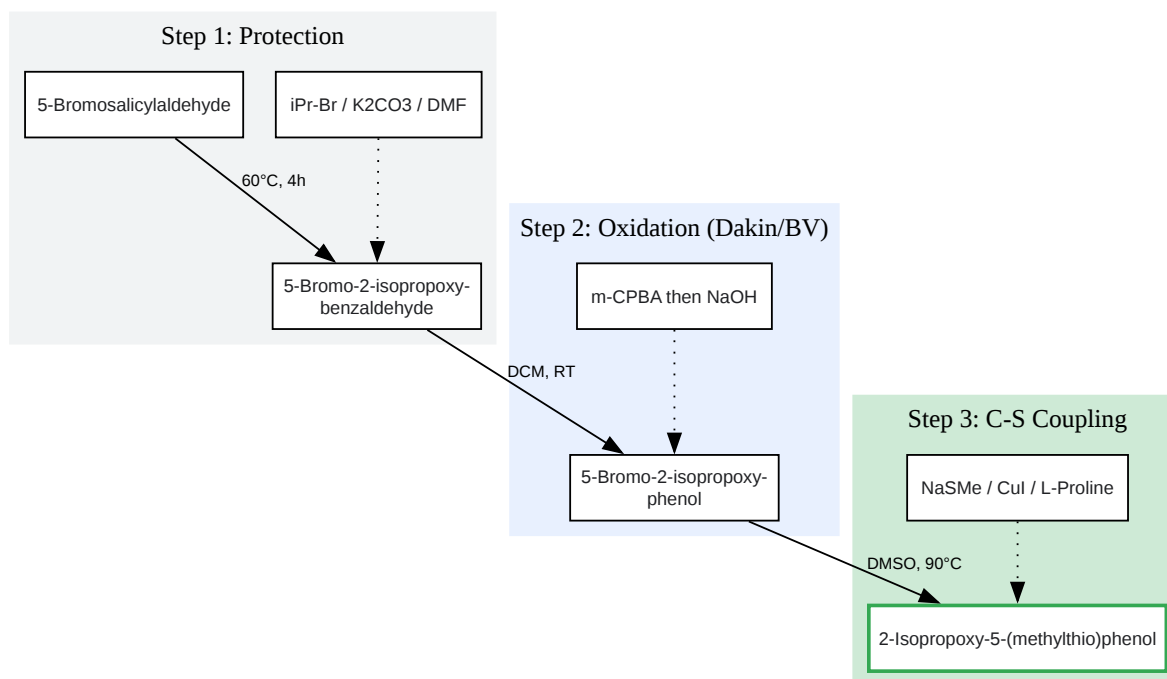 Step 1: Protection
5-Bromosalicylaldehyde
iPr-Br / K2CO3 / DMF
60°C, 4h
5-Bromo-2-isopropoxy-
benzaldehyde
Step 2: Oxidation (Dakin/BV)
m-CPBA then NaOH
DCM, RT
5-Bromo-2-isopropoxy-
phenol
Step 3: C-S Coupling
NaSMe / CuI / L-Proline
DMSO, 90°C
2-Isopropoxy-5-(methylthio)phenol